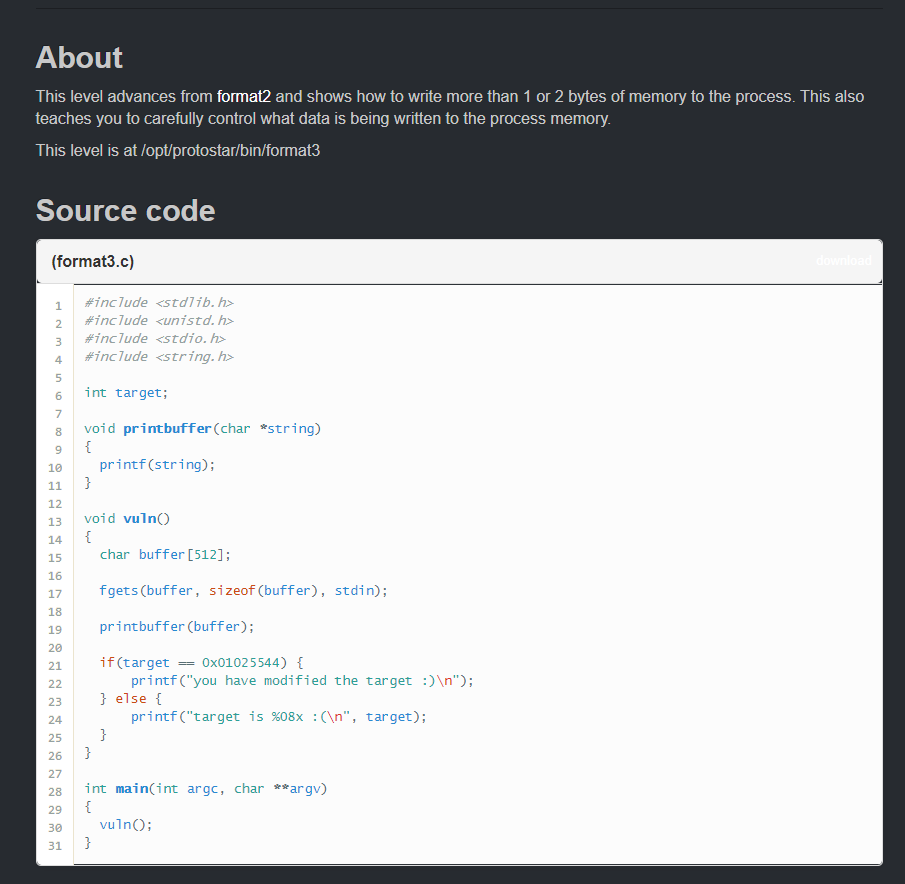 About
This level advances from format2 and shows how to write more than 1 or 2 bytes of memory to the process. This also
teaches you to carefully control what data is being written to the process memory.
This level is at /opt/protostar/bin/format3
Source code
(format3.c) download
1 #include <stdlib.h>
2 #include <unistd.h>
3 #include <stdio.h>
4 #include <string.h>
5
6 int target;
7
8 void printbuffer(char *string)
9 {
10   printf(string);
11 }
12
13 void vuln()
14 {
15   char buffer[512];
16
17   fgets(buffer, sizeof(buffer), stdin);
18
19   printbuffer(buffer);
20
21   if(target == 0x01025544) {
22       printf("you have modified the target :)\n");
23   } else {
24       printf("target is %08x :(\n", target);
25   }
26 }
27
28 int main(int argc, char **argv)
29 {
30   vuln();
31 }